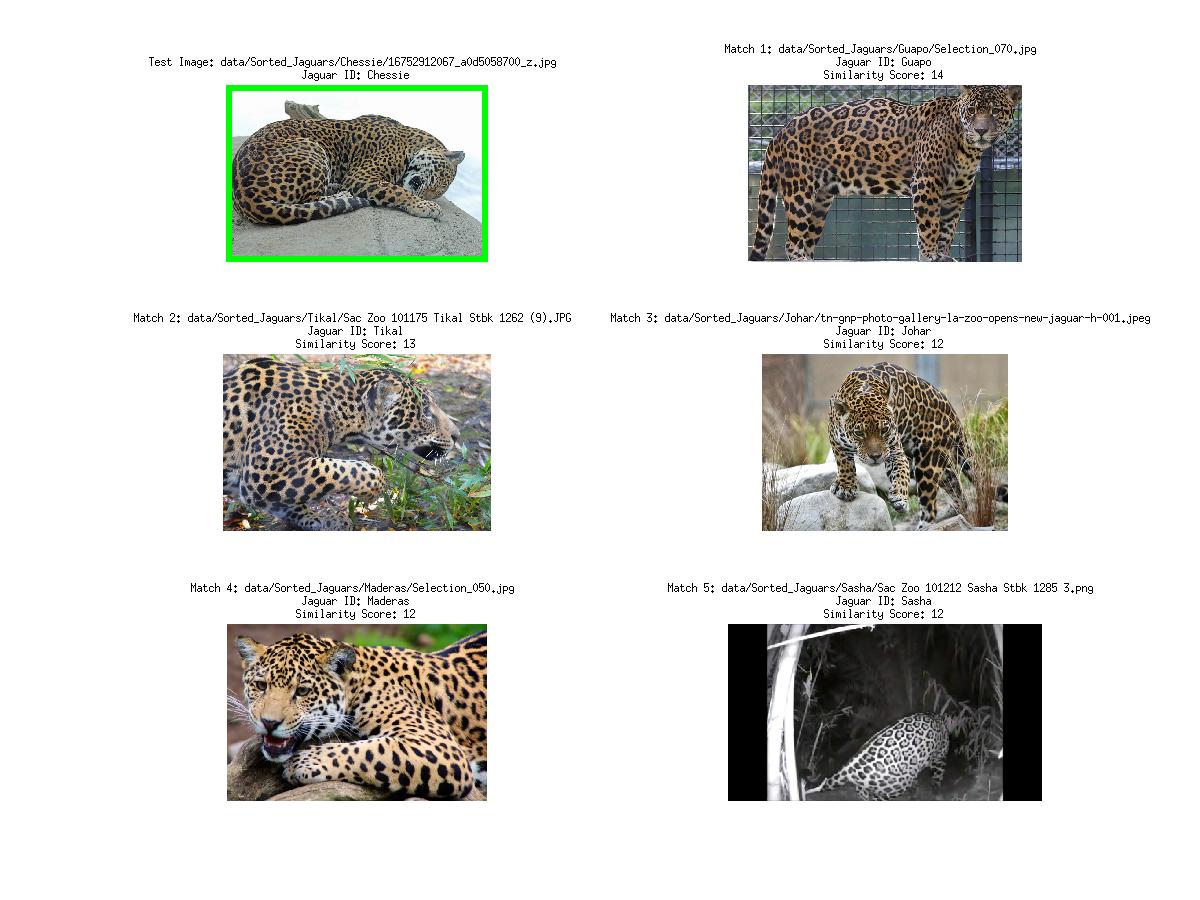 Test Image: data/Sorted_Jaguars/Chessie/16752912067_a0d5058700_z.jpg
Jaguar ID: Chessie
Match 1: data/Sorted_Jaguars/Guapo/Selection_070.jpg
Jaguar ID: Guapo
Similarity Score: 14
Match 2: data/Sorted_Jaguars/Tikal/Sac Zoo 101175 Tikal Stbk 1262 (9).JPG
Jaguar ID: Tikal
Similarity Score: 13
Match 3: data/Sorted_Jaguars/Johar/tn-gnp-photo-gallery-la-zoo-opens-new-jaguar-h-001.jpeg
Jaguar ID: Johar
Similarity Score: 12
Match 4: data/Sorted_Jaguars/Maderas/Selection_050.jpg
Jaguar ID: Maderas
Similarity Score: 12
Match 5: data/Sorted_Jaguars/Sasha/Sac Zoo 101212 Sasha Stbk 1285 3.png
Jaguar ID: Sasha
Similarity Score: 12